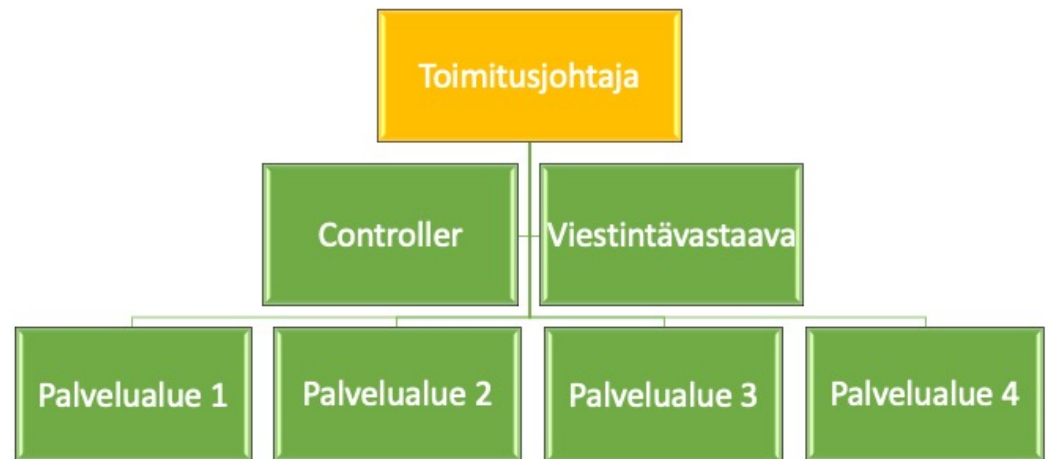 Toimitusjohtaja
Controller
Viestintävastaava
Palvelualue 1
Palvelualue 2
Palvelualue 3
Palvelualue 4